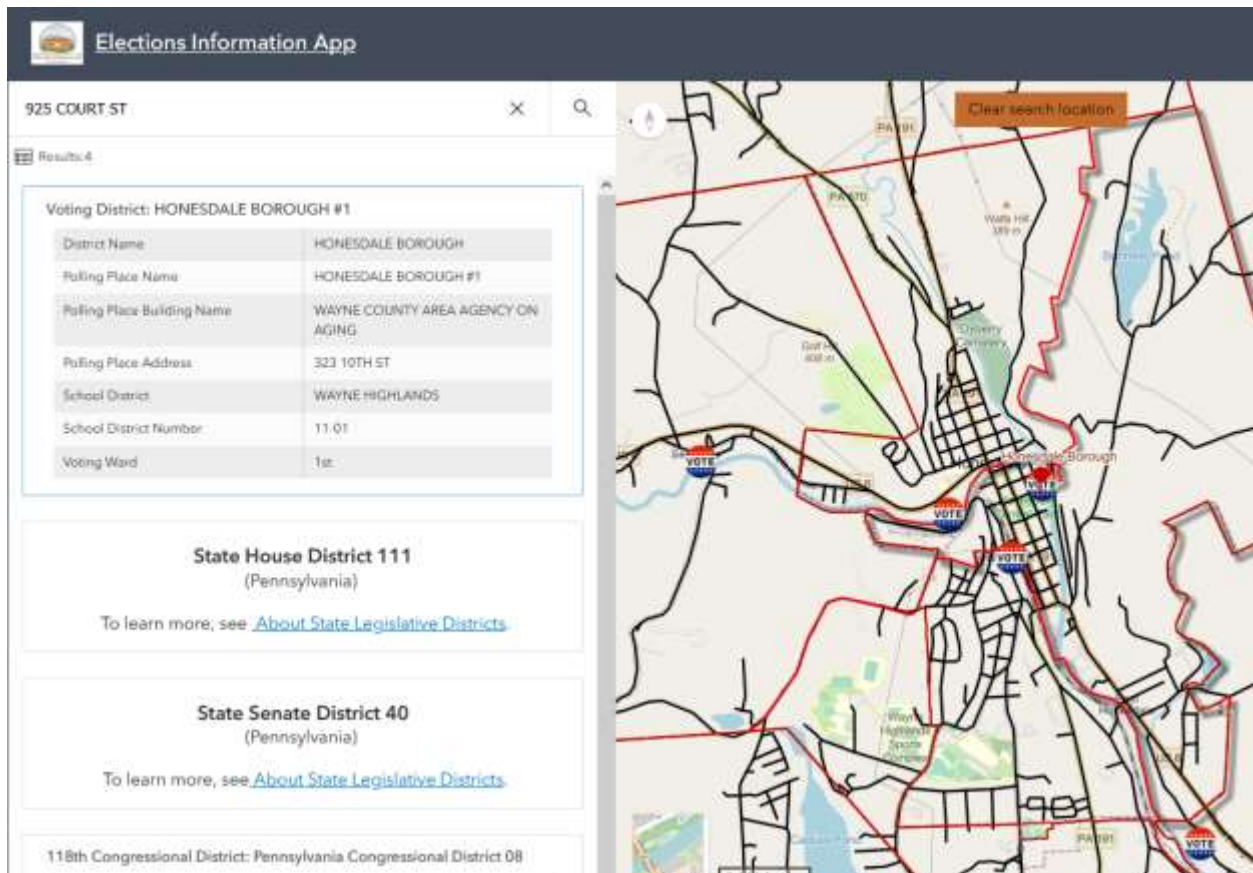 Elections Information App
925 COURT ST
Clear search location
Results:4
Voting District: HONESDALE BOROUGH #1
District Name HONESDALE BOROUGH
Polling Place Name HONESDALE BOROUGH #1
Polling Place Building Name WAYNE COUNTY AREA AGENCY ON
AGING
Polling Place Address 323 10TH ST
School District WAYNE HIGHLANDS
School District Number 11-01
Voting Ward 1st
State House District 111
(Pennsylvania)
To learn more, see About State Legislative Districts.
State Senate District 40
(Pennsylvania)
To learn more, see About State Legislative Districts.
118th Congressional District: Pennsylvania Congressional District 08
PA 191
PA 670
Cemetery
Honesdale Borough
VOTE
VOTE
VOTE
VOTE
Wayne
Highlands
Sports
Complex
PA 191
VOTE